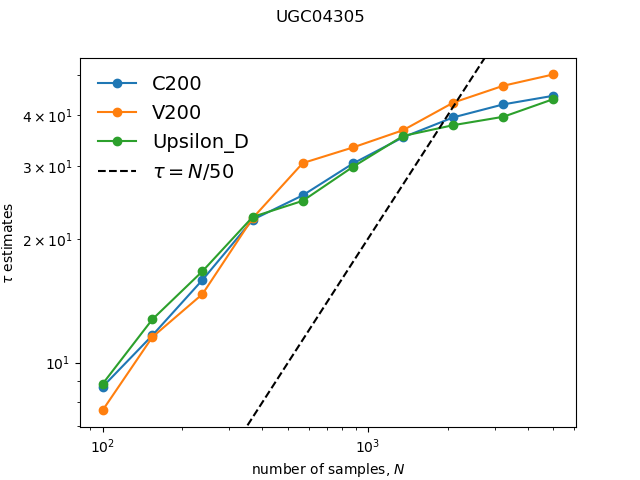 UGC04305
C200
V200
Upsilon_D
τ = N/50
4 × 10¹
3 × 10¹
2 × 10¹
10¹
τ estimates
10²
10³
number of samples, N